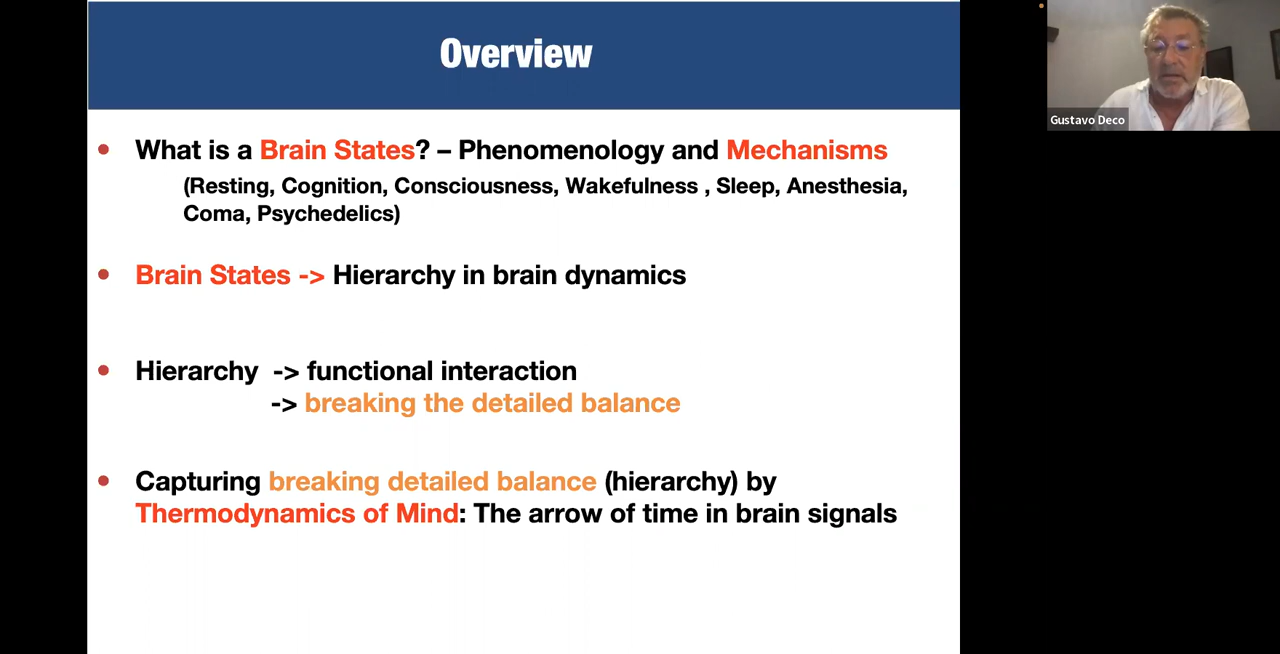 Overview
• What is a Brain States? – Phenomenology and Mechanisms
(Resting, Cognition, Consciousness, Wakefulness , Sleep, Anesthesia,
Coma, Psychedelics)
• Brain States -> Hierarchy in brain dynamics
• Hierarchy -> functional interaction
-> breaking the detailed balance
• Capturing breaking detailed balance (hierarchy) by
Thermodynamics of Mind: The arrow of time in brain signals
Gustavo Deco